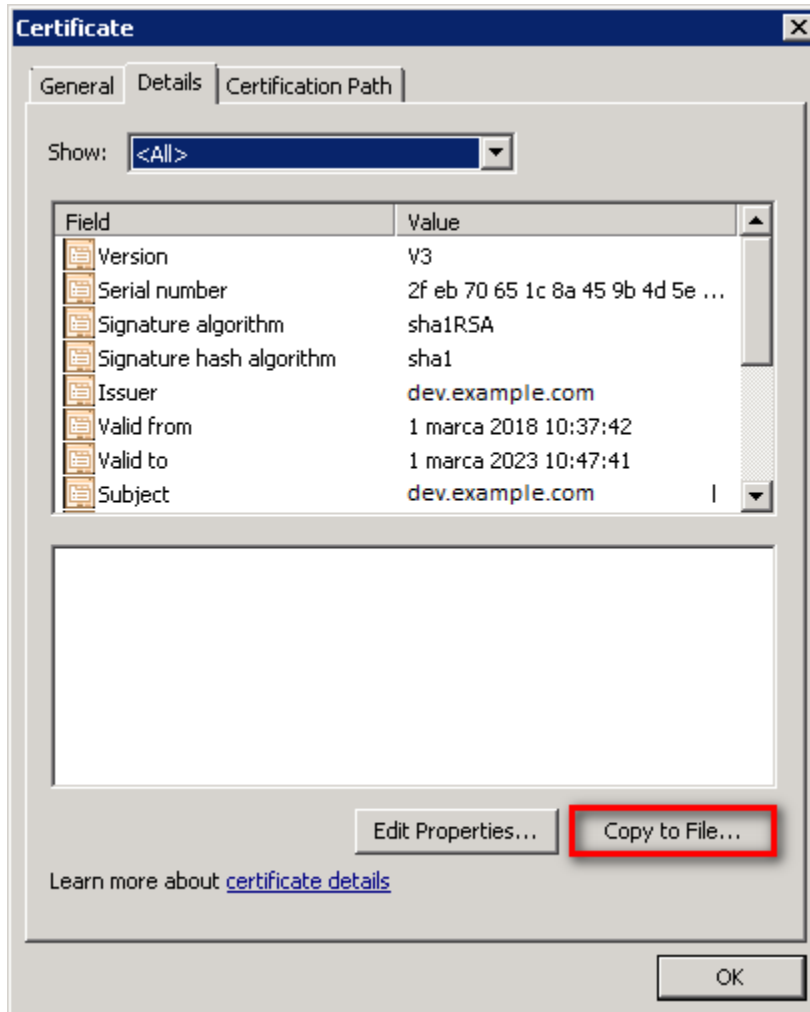 Certificate
General Details Certification Path
Show: <All>
Field Value
Version V3
Serial number 2f eb 70 65 1c 8a 45 9b 4d 5e ...
Signature algorithm sha1RSA
Signature hash algorithm sha1
Issuer dev.example.com
Valid from 1 marca 2018 10:37:42
Valid to 1 marca 2023 10:47:41
Subject dev.example.com
Edit Properties... Copy to File...
Learn more about certificate details
OK